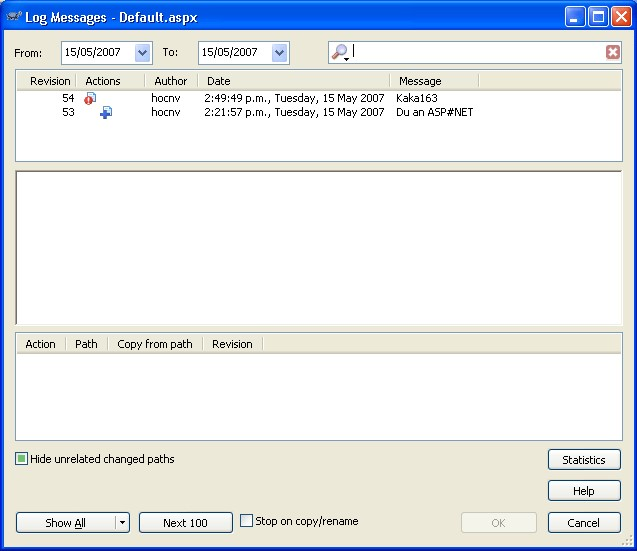 Log Messages - Default.aspx
From: 15/05/2007 To: 15/05/2007
Revision Actions Author Date Message
54 hocnv 2:49:49 p.m., Tuesday, 15 May 2007 Kaka163
53 hocnv 2:21:57 p.m., Tuesday, 15 May 2007 Du an ASP#NET
Action Path Copy from path Revision
Hide unrelated changed paths
Statistics
Help
Show All Next 100 Stop on copy/rename OK Cancel